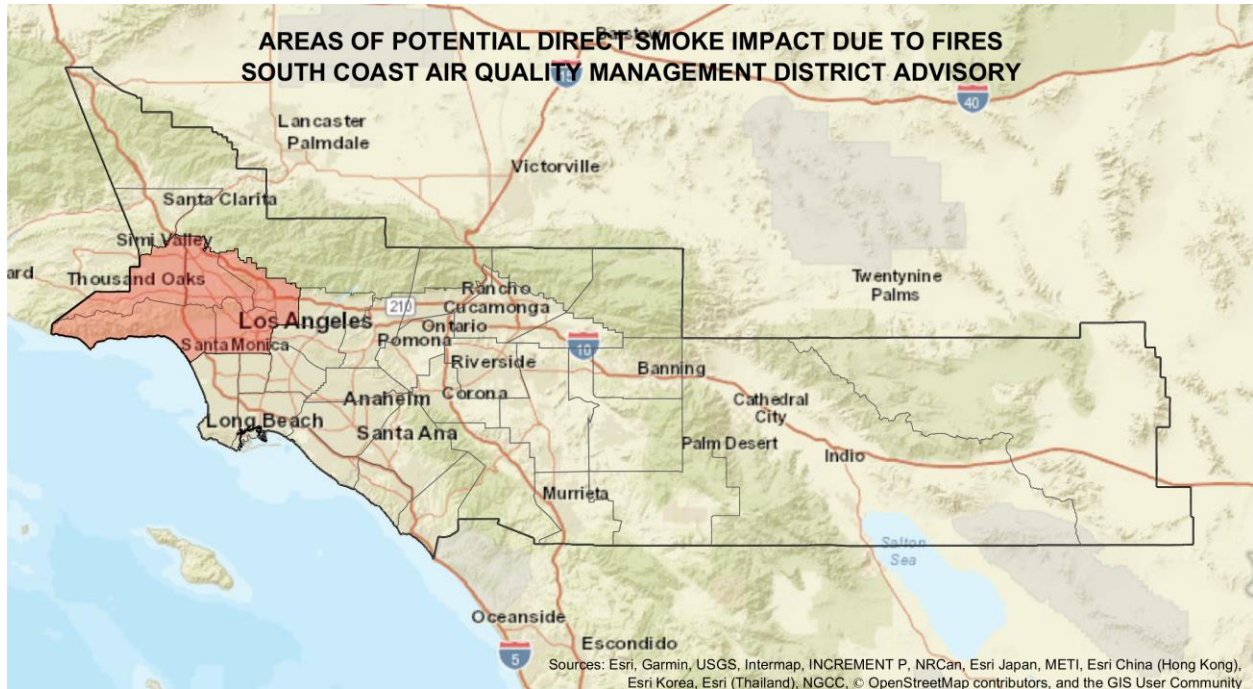 AREAS OF POTENTIAL DIRECT SMOKE IMPACT DUE TO FIRES
SOUTH COAST AIR QUALITY MANAGEMENT DISTRICT ADVISORY
Barstow
15
40
Lancaster
Palmdale
Victorville
Santa Clarita
Simi Valley
ard
Thousand Oaks
Twentynine
Palms
Rancho
Cucamonga
210
Los Angeles
Ontario
Santa Monica
Pomona
10
Riverside
Banning
Anaheim
Corona
Cathedral
City
Long Beach
Santa Ana
Palm Desert
Indio
Murrieta
Salton
Sea
Oceanside
Escondido
5
Sources: Esri, Garmin, USGS, Intermap, INCREMENT P, NRCan, Esri Japan, METI, Esri China (Hong Kong),
Esri Korea, Esri (Thailand), NGCC, © OpenStreetMap contributors, and the GIS User Community